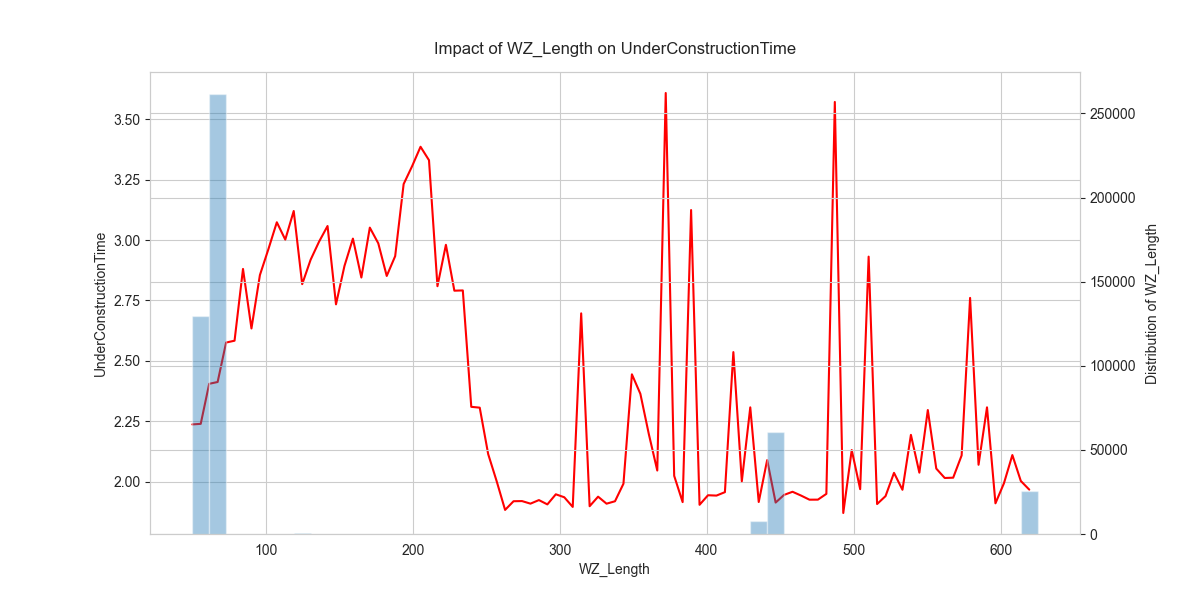 Impact of WZ_Length on UnderConstructionTime
3.50
3.25
3.00
2.75
2.50
2.25
2.00
UnderConstructionTime
250000
200000
150000
100000
50000
0
Distribution of WZ_Length
100 200 300 400 500 600
WZ_Length